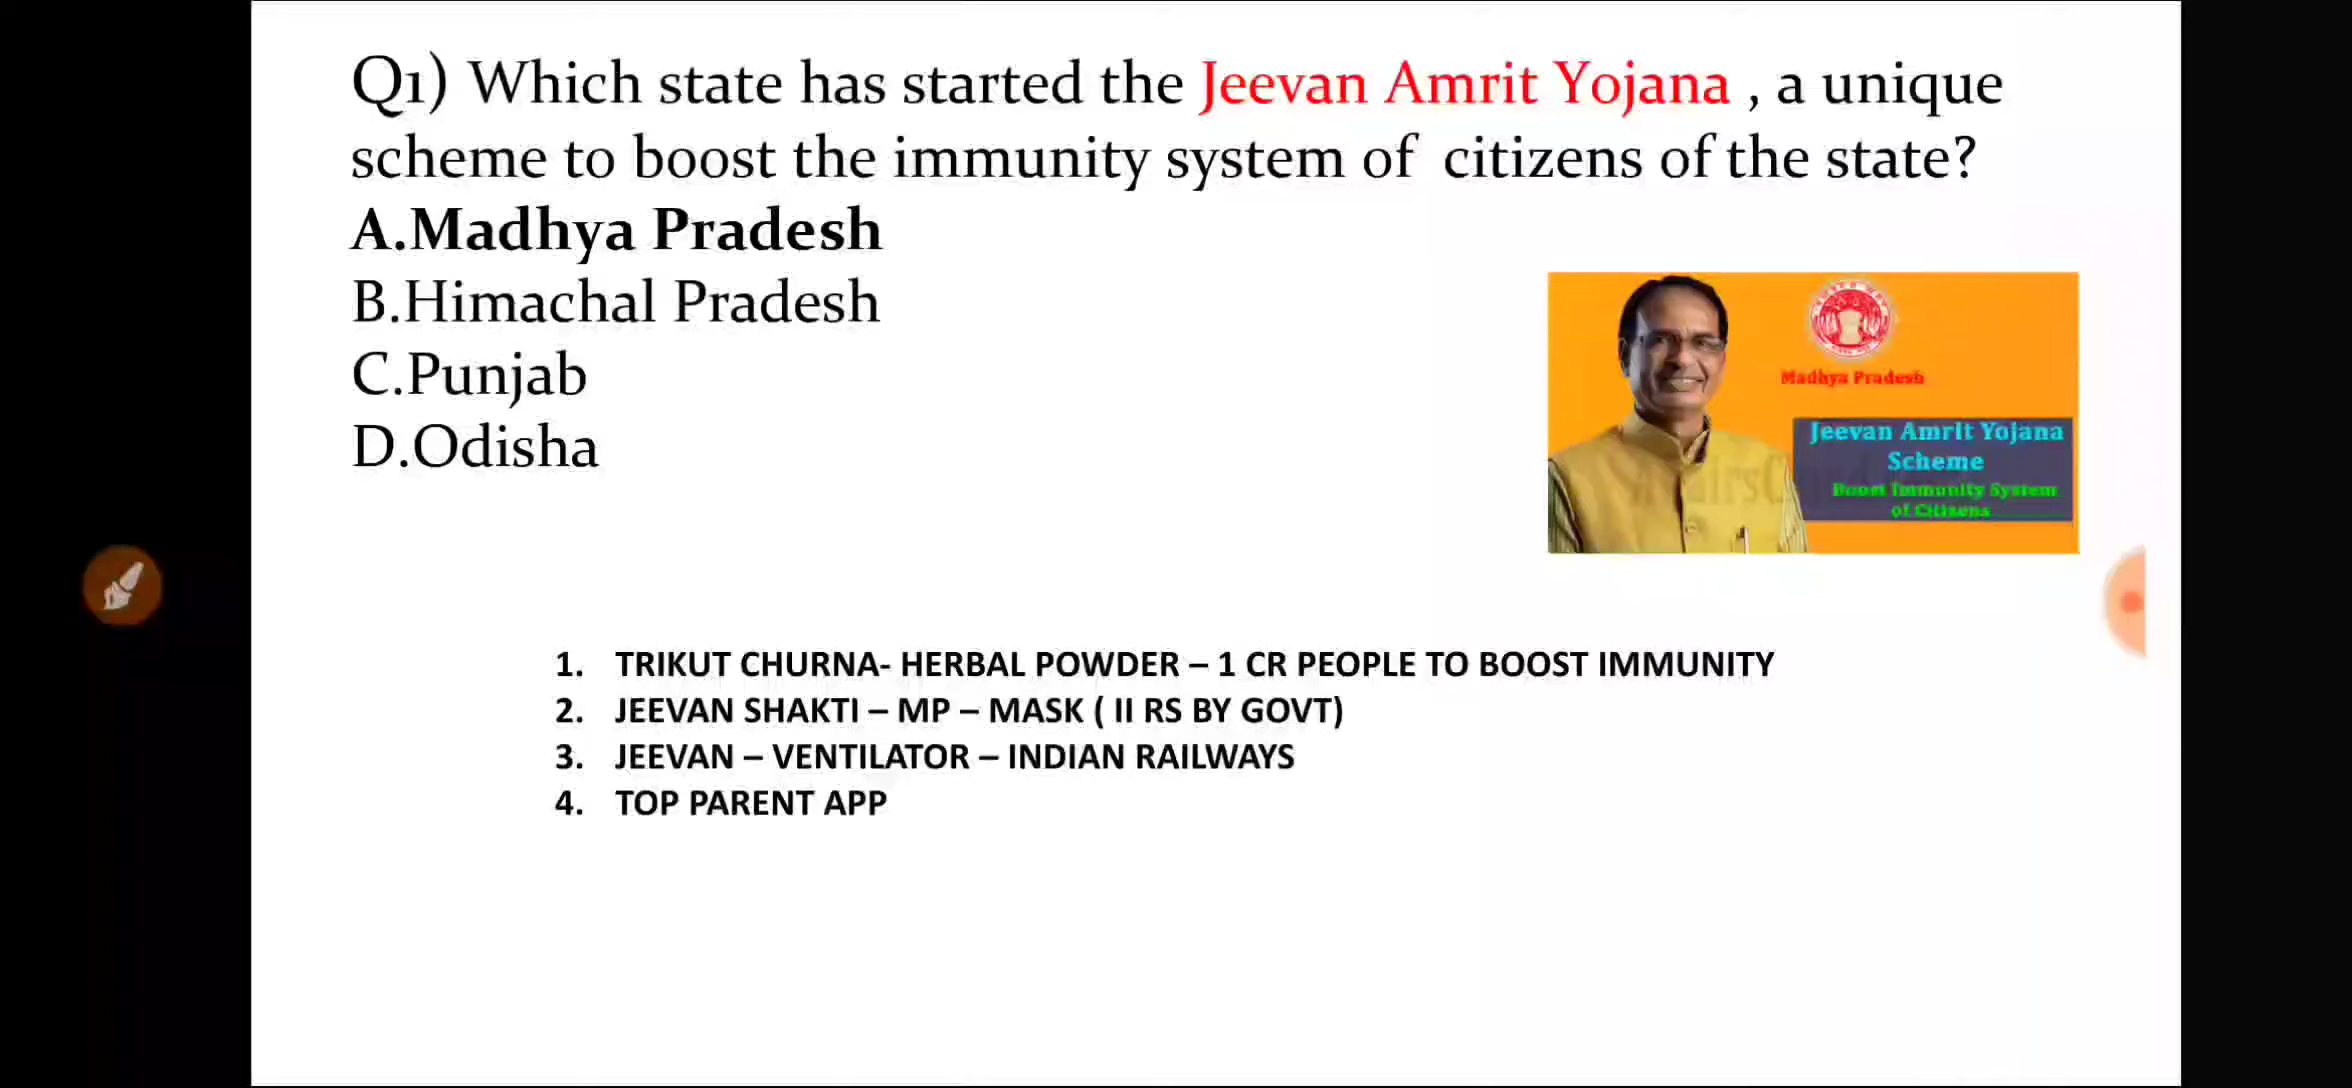 Q1) Which state has started the Jeevan Amrit Yojana , a unique
scheme to boost the immunity system of citizens of the state?
A.Madhya Pradesh
B.Himachal Pradesh
C.Punjab
D.Odisha
Madhya Pradesh
Jeevan Amrit Yojana
Scheme
Boost Immunity System
of Citizens
1. TRIKUT CHURNA- HERBAL POWDER – 1 CR PEOPLE TO BOOST IMMUNITY
2. JEEVAN SHAKTI – MP – MASK ( II RS BY GOVT)
3. JEEVAN – VENTILATOR – INDIAN RAILWAYS
4. TOP PARENT APP